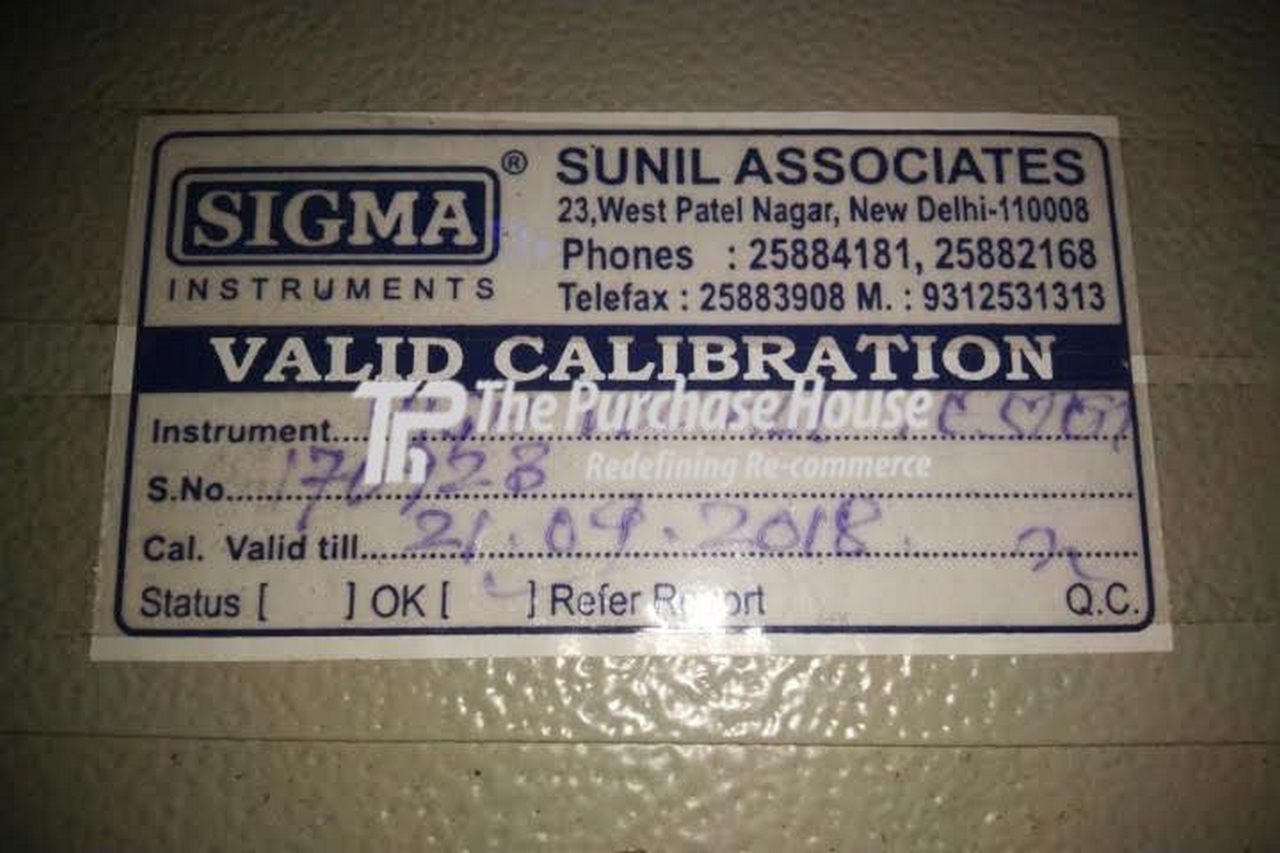 SIGMA ®
INSTRUMENTS
SUNIL ASSOCIATES
23,West Patel Nagar, New Delhi-110008
Phones : 25884181, 25882168
Telefax : 25883908 M. : 9312531313
VALID CALIBRATION
TPH The Purchase House
Redefining Re-commerce
Instrument....
S.No....
Cal. Valid till.... 21.09.2018
Status [ ] OK [ ] Refer Report
Q.C.